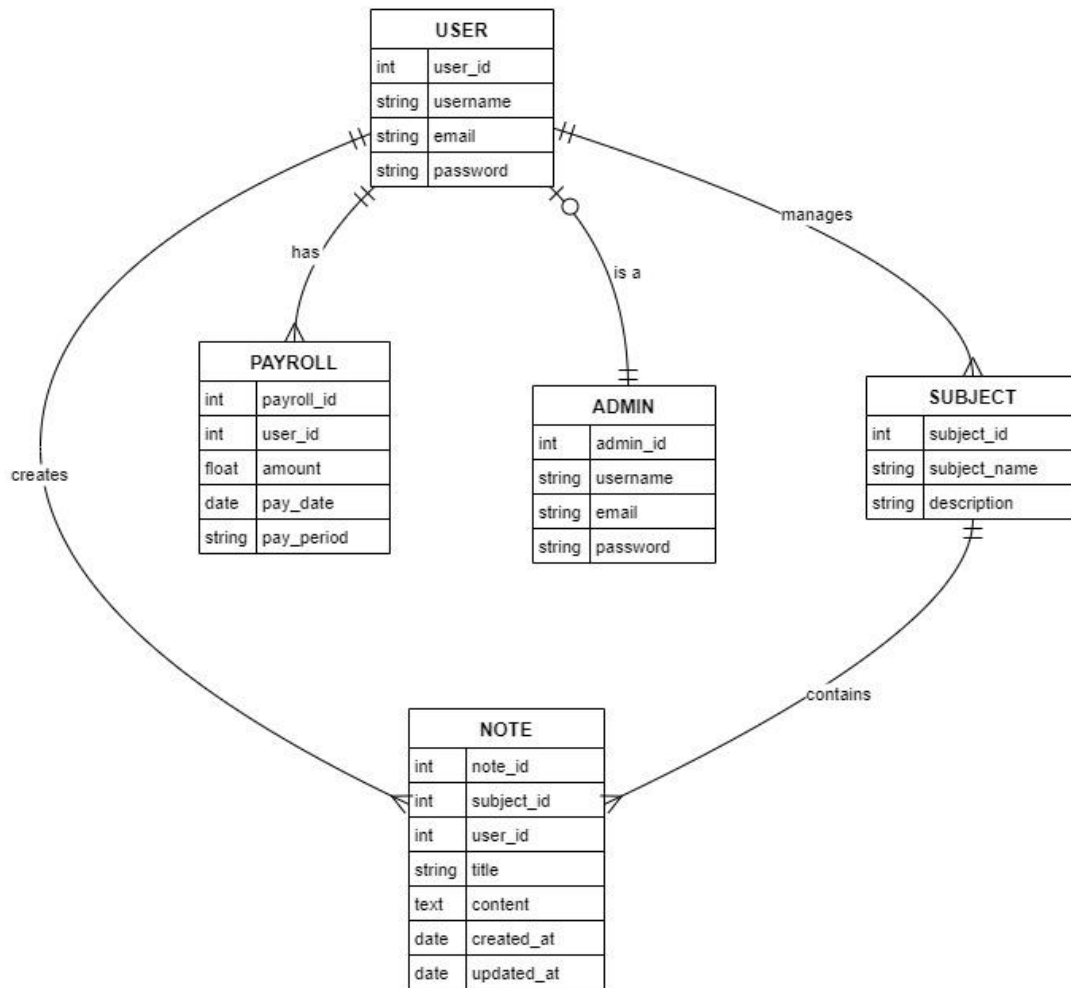 USER
int user_id
string username
string email
string password
manages
has
is a
PAYROLL
int payroll_id
int user_id
float amount
date pay_date
string pay_period
ADMIN
int admin_id
string username
string email
string password
SUBJECT
int subject_id
string subject_name
string description
creates
contains
NOTE
int note_id
int subject_id
int user_id
string title
text content
date created_at
date updated_at